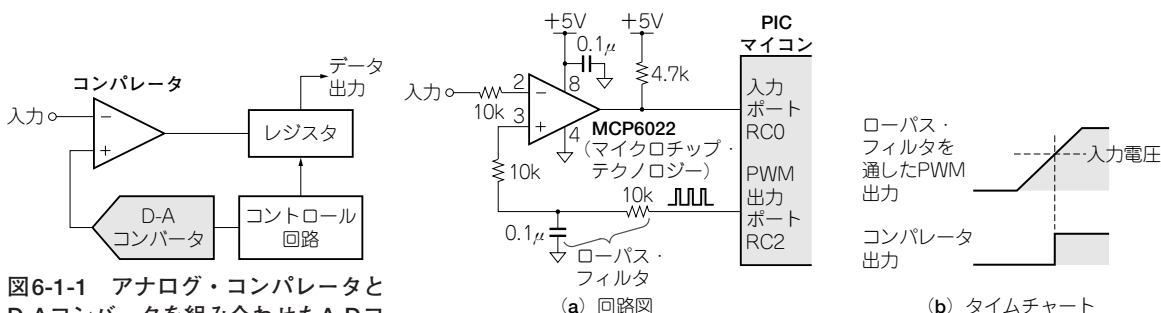 コンパレータ
入力
−
+
データ
出力
レジスタ
D-A
コンバータ
コントロール
回路
図6-1-1 アナログ・コンパレータと
D-Aコンバータを組み合わせたA-Dコ
+5V
+5V
0.1μ
4.7k
入力
10k
2
−
3
+
8
4
MCP6022
(マイクロチップ・
テクノロジー)
10k
10k
0.1μ
ローパス・
フィルタ
PIC
マイコン
入力
ポート
RC0
PWM
出力
ポート
RC2
(a) 回路図
ローパス・
フィルタを
通したPWM
出力
入力電圧
コンパレータ
出力
(b) タイムチャート